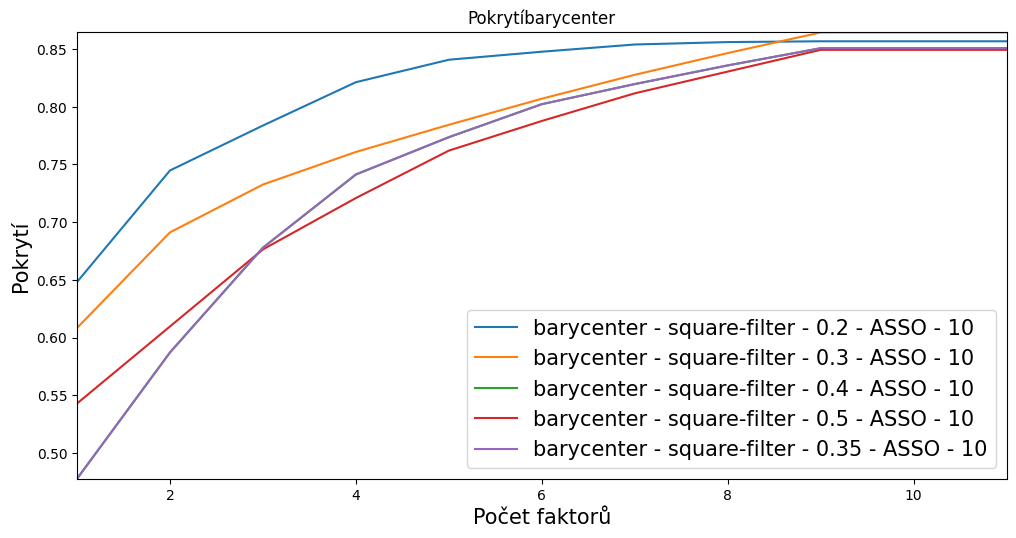 Pokrytíbarycenter
0.85
0.80
0.75
0.70
0.65
0.60
0.55
0.50
Pokrytí
barycenter - square-filter - 0.2 - ASSO - 10
barycenter - square-filter - 0.3 - ASSO - 10
barycenter - square-filter - 0.4 - ASSO - 10
barycenter - square-filter - 0.5 - ASSO - 10
barycenter - square-filter - 0.35 - ASSO - 10
2 4 6 8 10
Počet faktorů